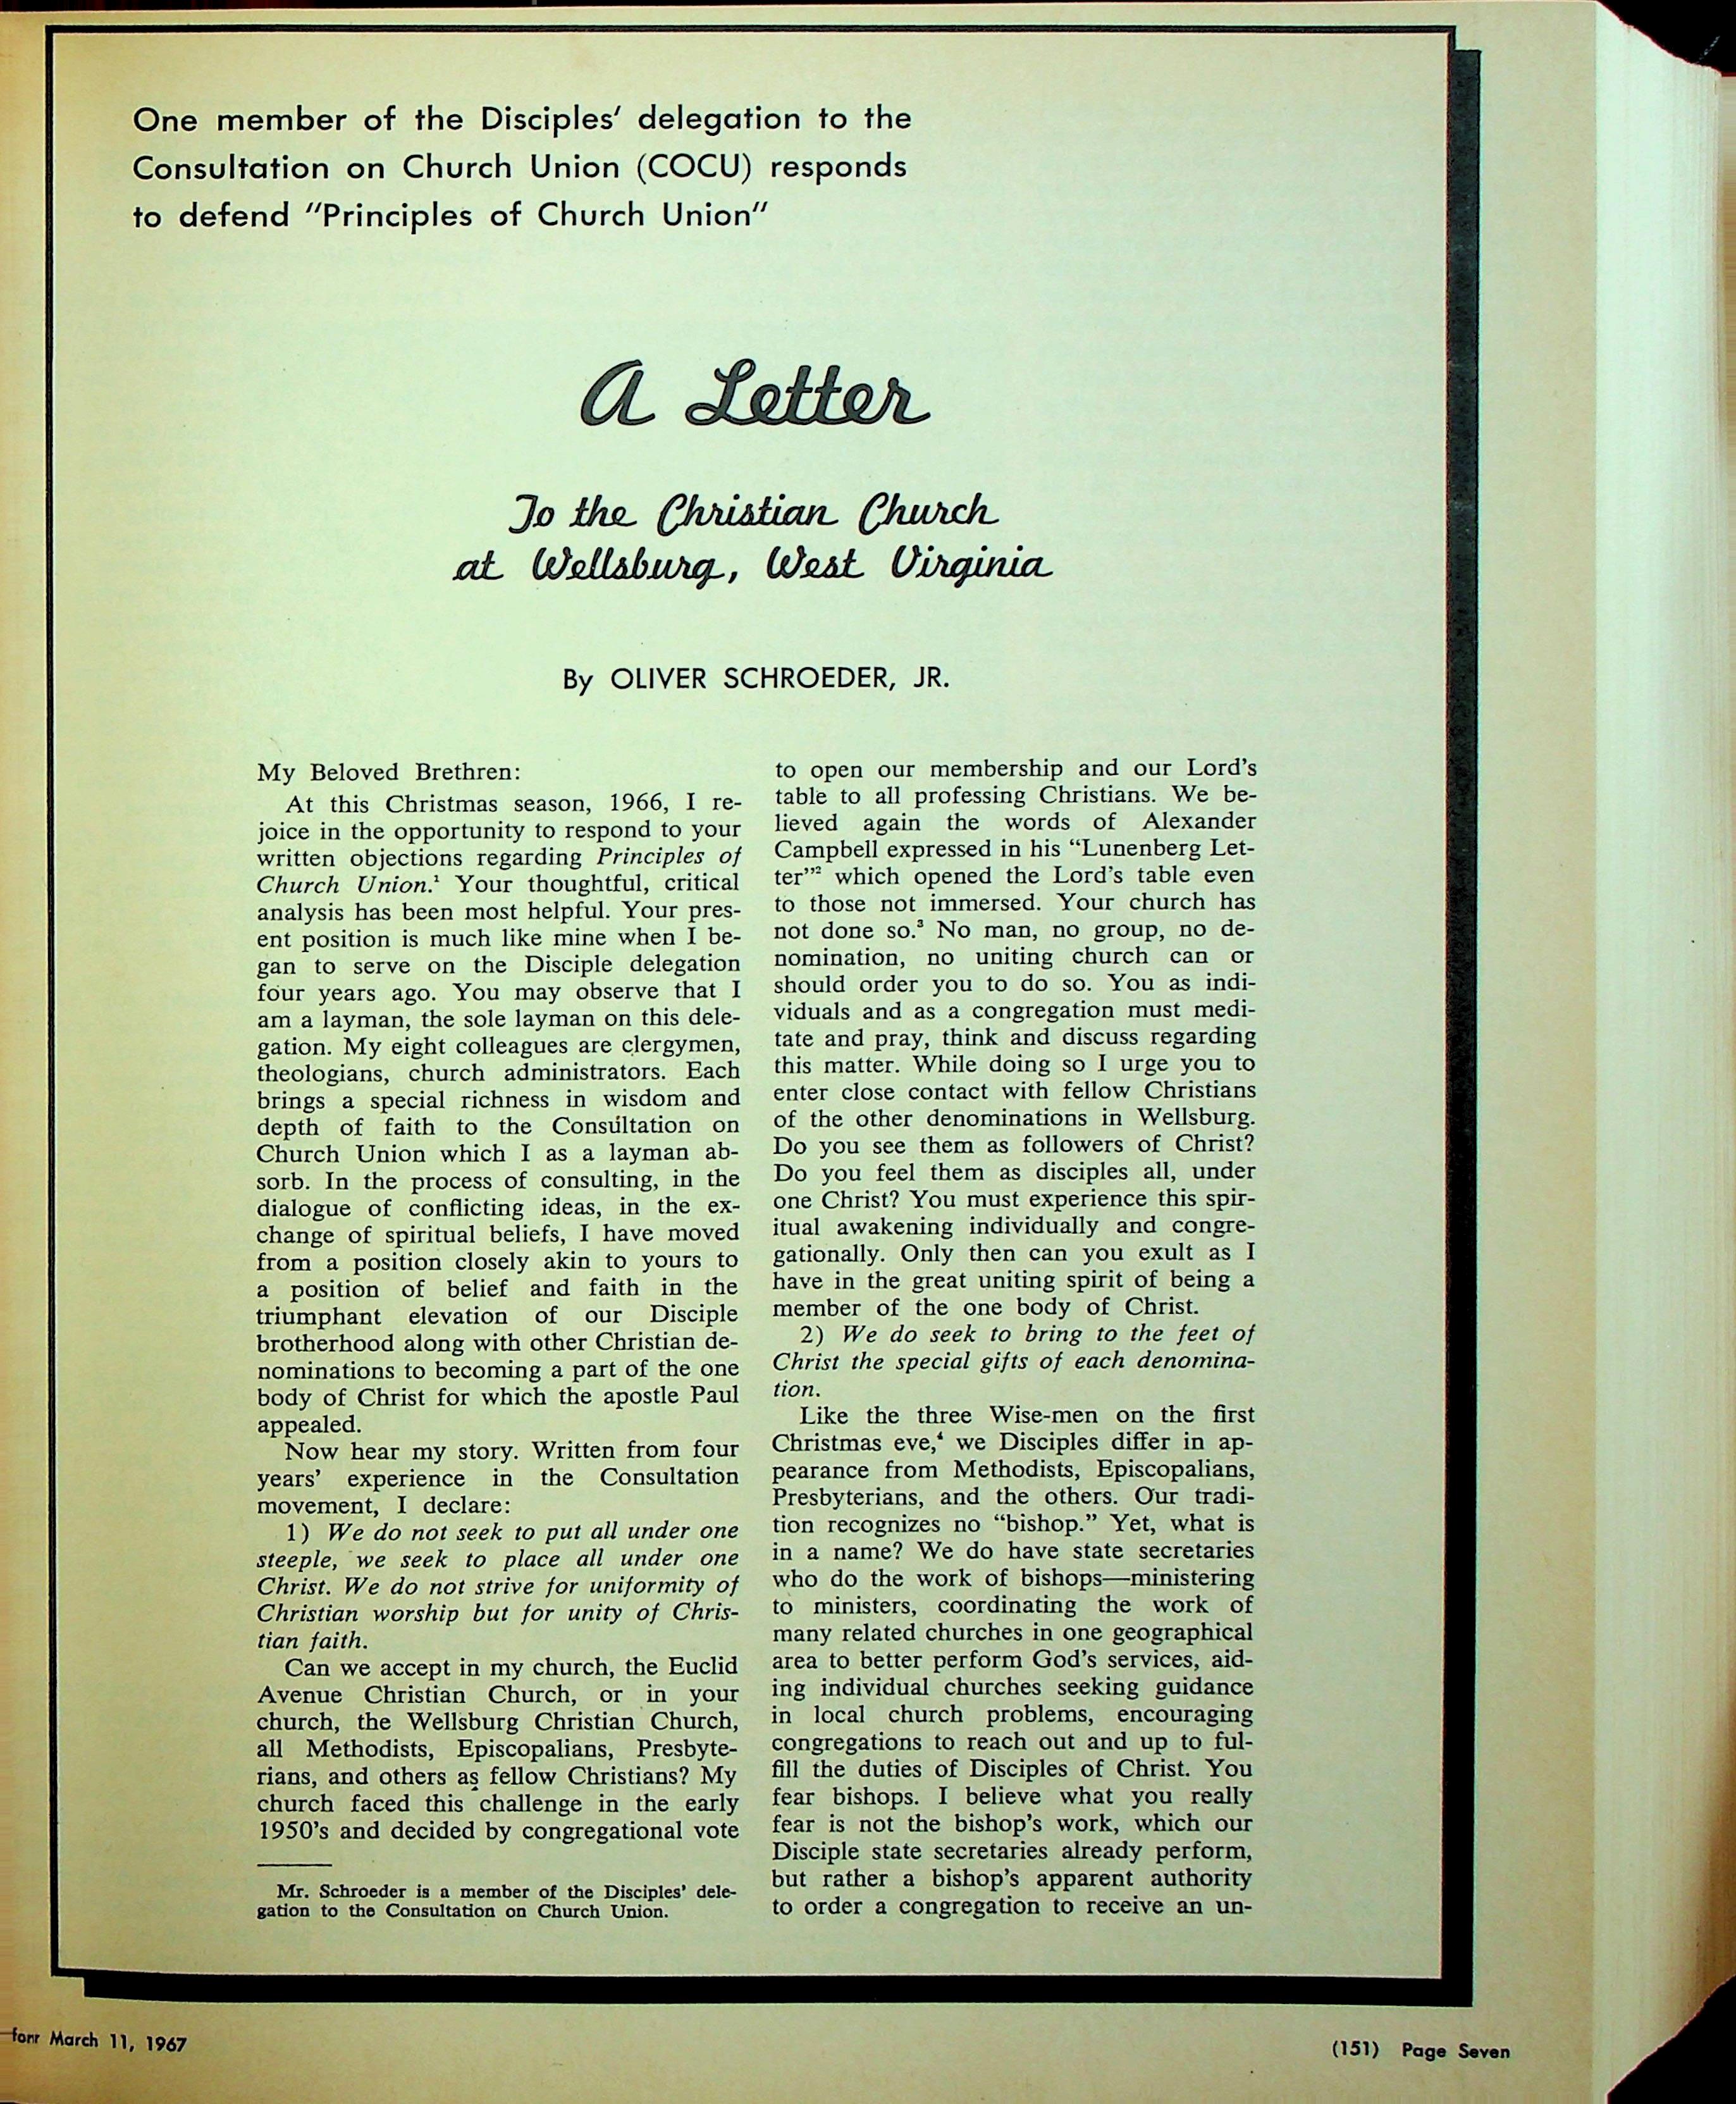 One member of the Disciples' delegation to the
Consultation on Church Union (COCU) responds
to defend "Principles of Church Union"
A Letter
To the Christian Church
at Wellsburg, West Virginia
By OLIVER SCHROEDER, JR.
My Beloved Brethren:
At this Christmas season, 1966, I re-
joice in the opportunity to respond to your
written objections regarding Principles of
Church Union.¹ Your thoughtful, critical
analysis has been most helpful. Your pres-
ent position is much like mine when I be-
gan to serve on the Disciple delegation
four years ago. You may observe that I
am a layman, the sole layman on this dele-
gation. My eight colleagues are clergymen,
theologians, church administrators. Each
brings a special richness in wisdom and
depth of faith to the Consultation on
Church Union which I as a layman ab-
sorb. In the process of consulting, in the
dialogue of conflicting ideas, in the ex-
change of spiritual beliefs, I have moved
from a position closely akin to yours to
a position of belief and faith in the
triumphant elevation of our Disciple
brotherhood along with other Christian de-
nominations to becoming a part of the one
body of Christ for which the apostle Paul
appealed.
Now hear my story. Written from four
years' experience in the Consultation
movement, I declare:
1) We do not seek to put all under one
steeple, we seek to place all under one
Christ. We do not strive for uniformity of
Christian worship but for unity of Chris-
tian faith.
Can we accept in my church, the Euclid
Avenue Christian Church, or in your
church, the Wellsburg Christian Church,
all Methodists, Episcopalians, Presbyte-
rians, and others as fellow Christians? My
church faced this challenge in the early
1950's and decided by congregational vote
Mr. Schroeder is a member of the Disciples' dele-
gation to the Consultation on Church Union.
to open our membership and our Lord's
table to all professing Christians. We be-
lieved again the words of Alexander
Campbell expressed in his "Lunenberg Let-
ter"² which opened the Lord's table even
to those not immersed. Your church has
not done so.³ No man, no group, no de-
nomination, no uniting church can or
should order you to do so. You as indi-
viduals and as a congregation must medi-
tate and pray, think and discuss regarding
this matter. While doing so I urge you to
enter close contact with fellow Christians
of the other denominations in Wellsburg.
Do you see them as followers of Christ?
Do you feel them as disciples all, under
one Christ? You must experience this spir-
itual awakening individually and congre-
gationally. Only then can you exult as I
have in the great uniting spirit of being a
member of the one body of Christ.
2) We do seek to bring to the feet of
Christ the special gifts of each denomina-
tion.
Like the three Wise-men on the first
Christmas eve,⁴ we Disciples differ in ap-
pearance from Methodists, Episcopalians,
Presbyterians, and the others. Our tradi-
tion recognizes no "bishop." Yet, what is
in a name? We do have state secretaries
who do the work of bishops—ministering
to ministers, coordinating the work of
many related churches in one geographical
area to better perform God's services, aid-
ing individual churches seeking guidance
in local church problems, encouraging
congregations to reach out and up to ful-
fill the duties of Disciples of Christ. You
fear bishops. I believe what you really
fear is not the bishop's work, which our
Disciple state secretaries already perform,
but rather a bishop's apparent authority
to order a congregation to receive an un-
for March 11, 1967
(151) Page Seven